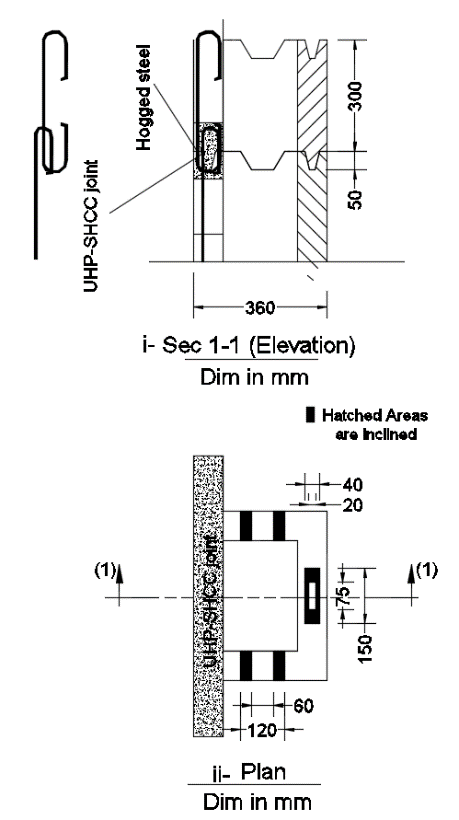 Hogged steel
UHP-SHCC joint
300
50
360
i- Sec 1-1 (Elevation)
Dim in mm
Hatched Areas
are inclined
40
20
(1)
(1)
UHP-SHCC joint
75
150
60
120
ii- Plan
Dim in mm